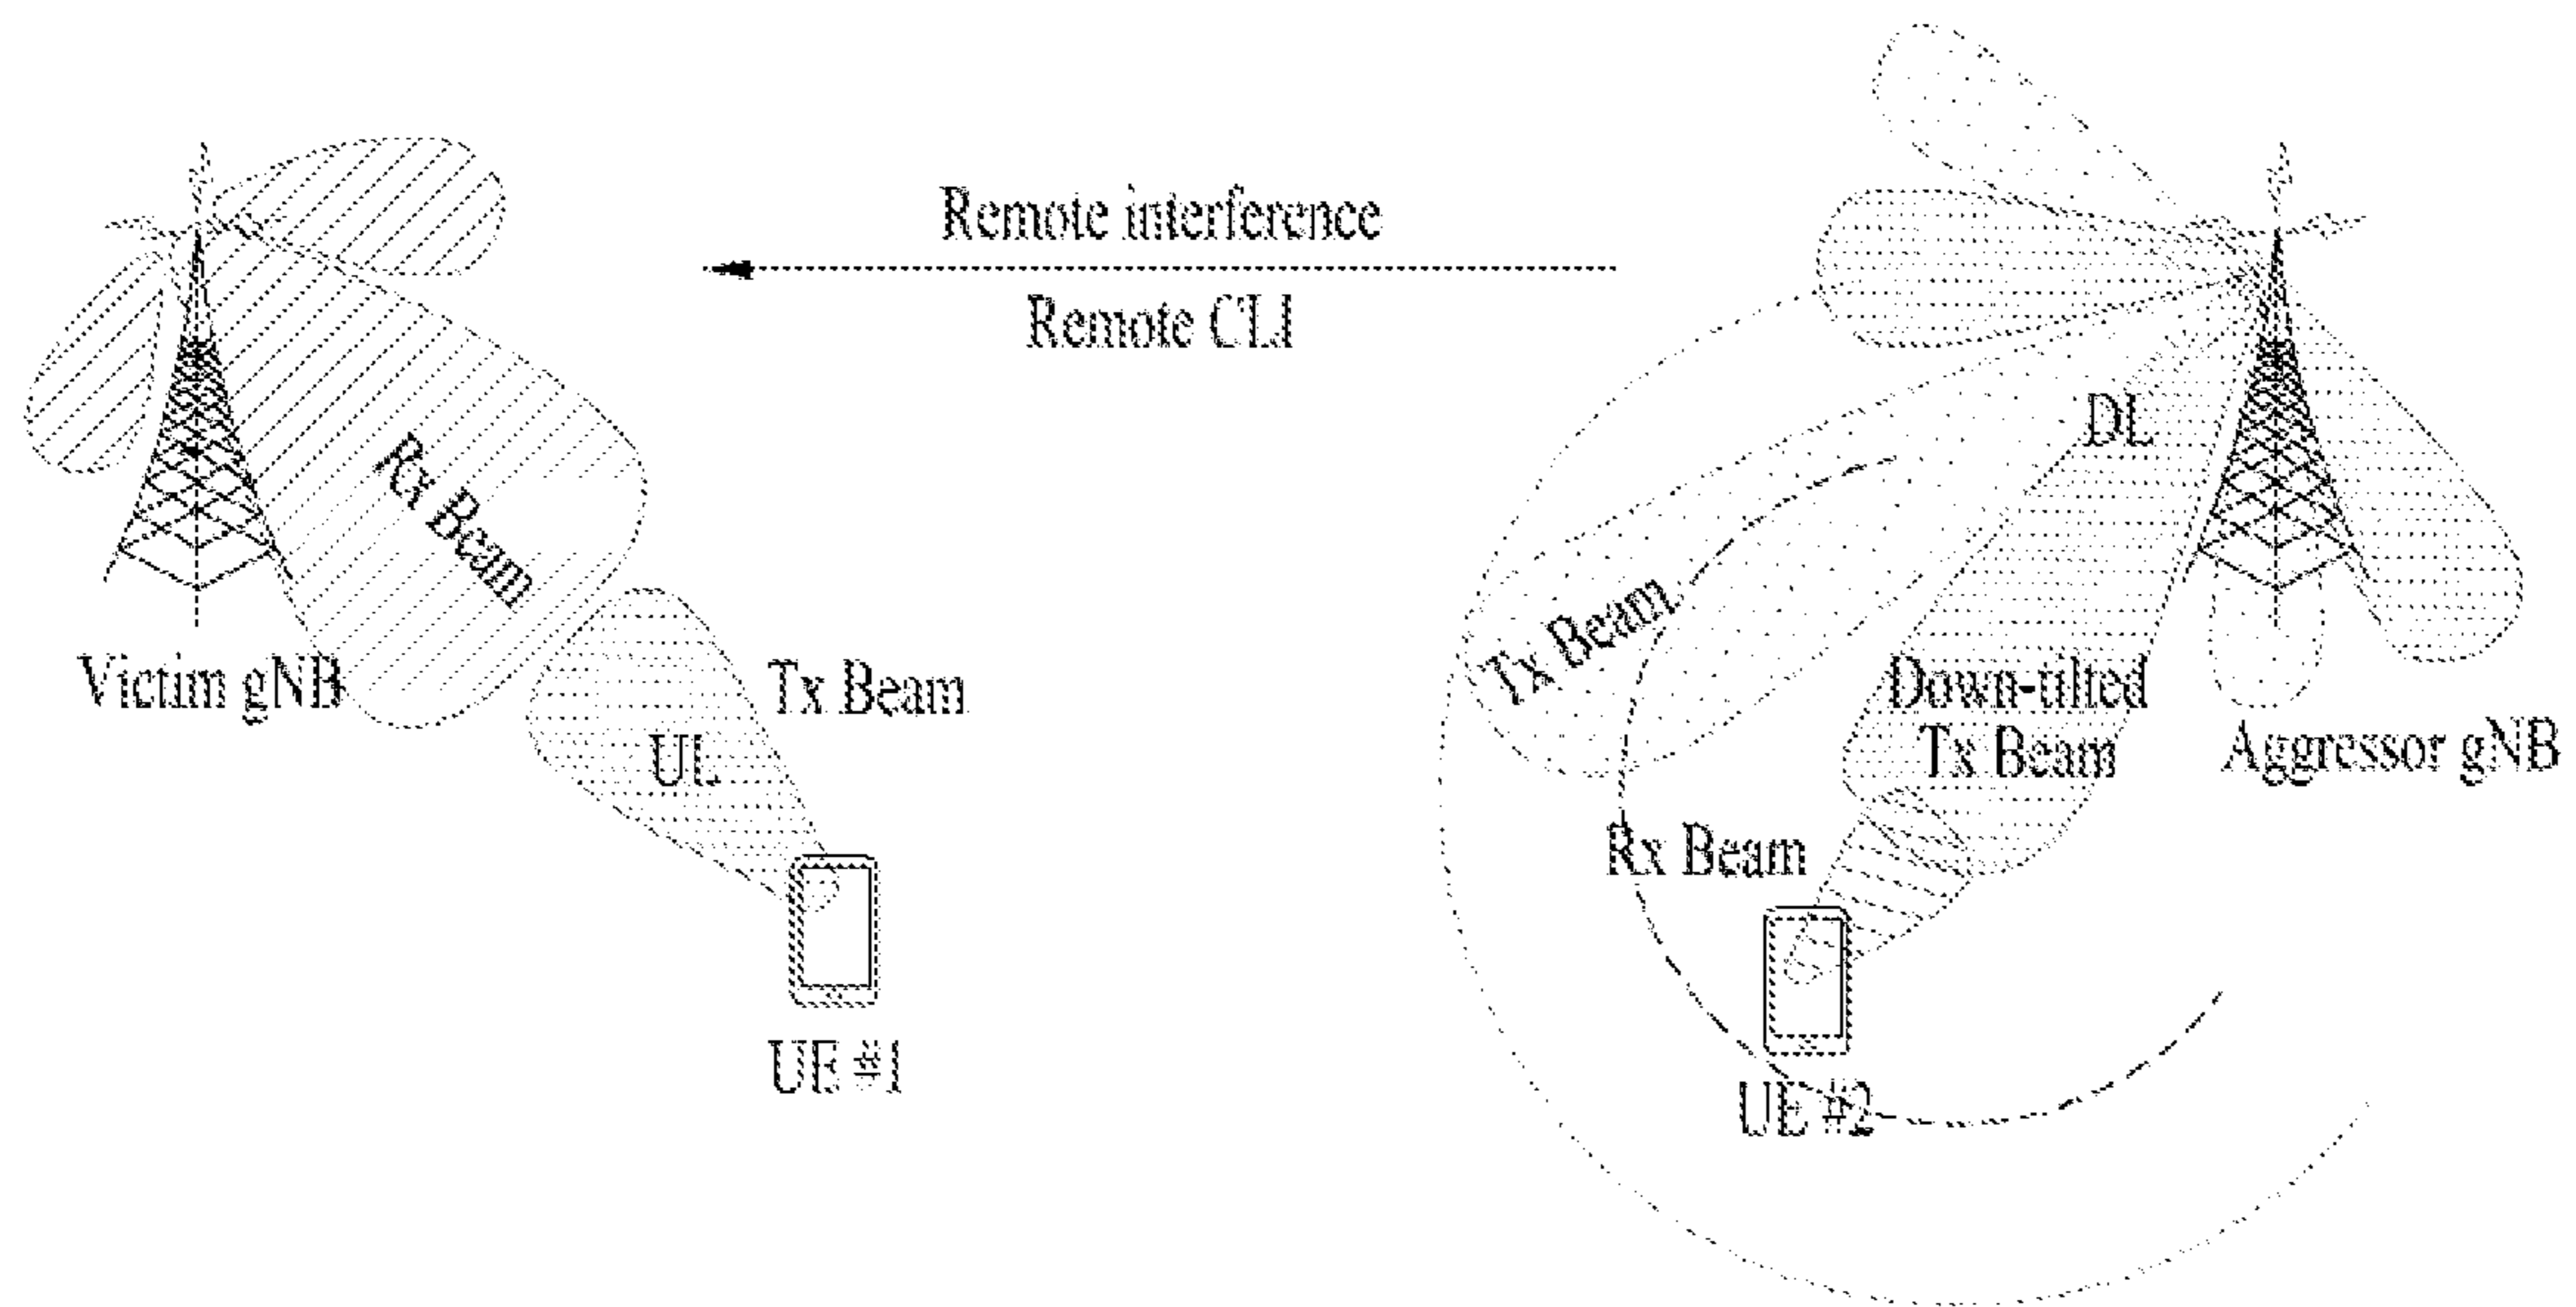 Remote interference
Remote CLI
Rx Beam
Victim gNB
Tx Beam
UL
UE #1
DL
Tx Beam
Down-tilted
Tx Beam
Aggressor gNB
Rx Beam
UE #2